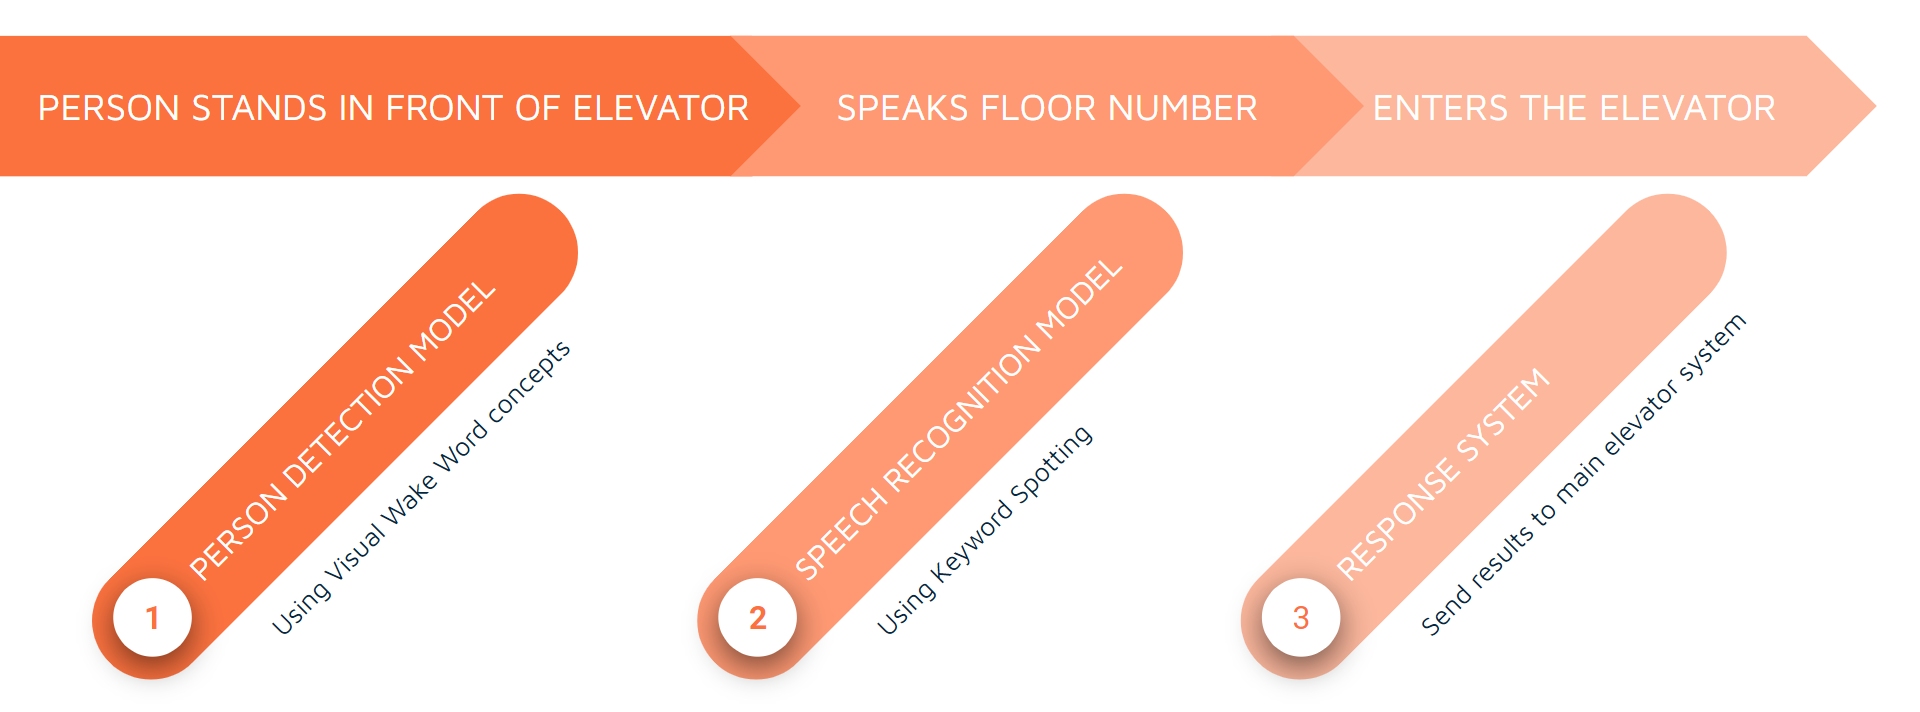 PERSON STANDS IN FRONT OF ELEVATOR
SPEAKS FLOOR NUMBER
ENTERS THE ELEVATOR
1
PERSON DETECTION MODEL
Using Visual Wake Word concepts
2
SPEECH RECOGNITION MODEL
Using Keyword Spotting
3
RESPONSE SYSTEM
Send results to main elevator system